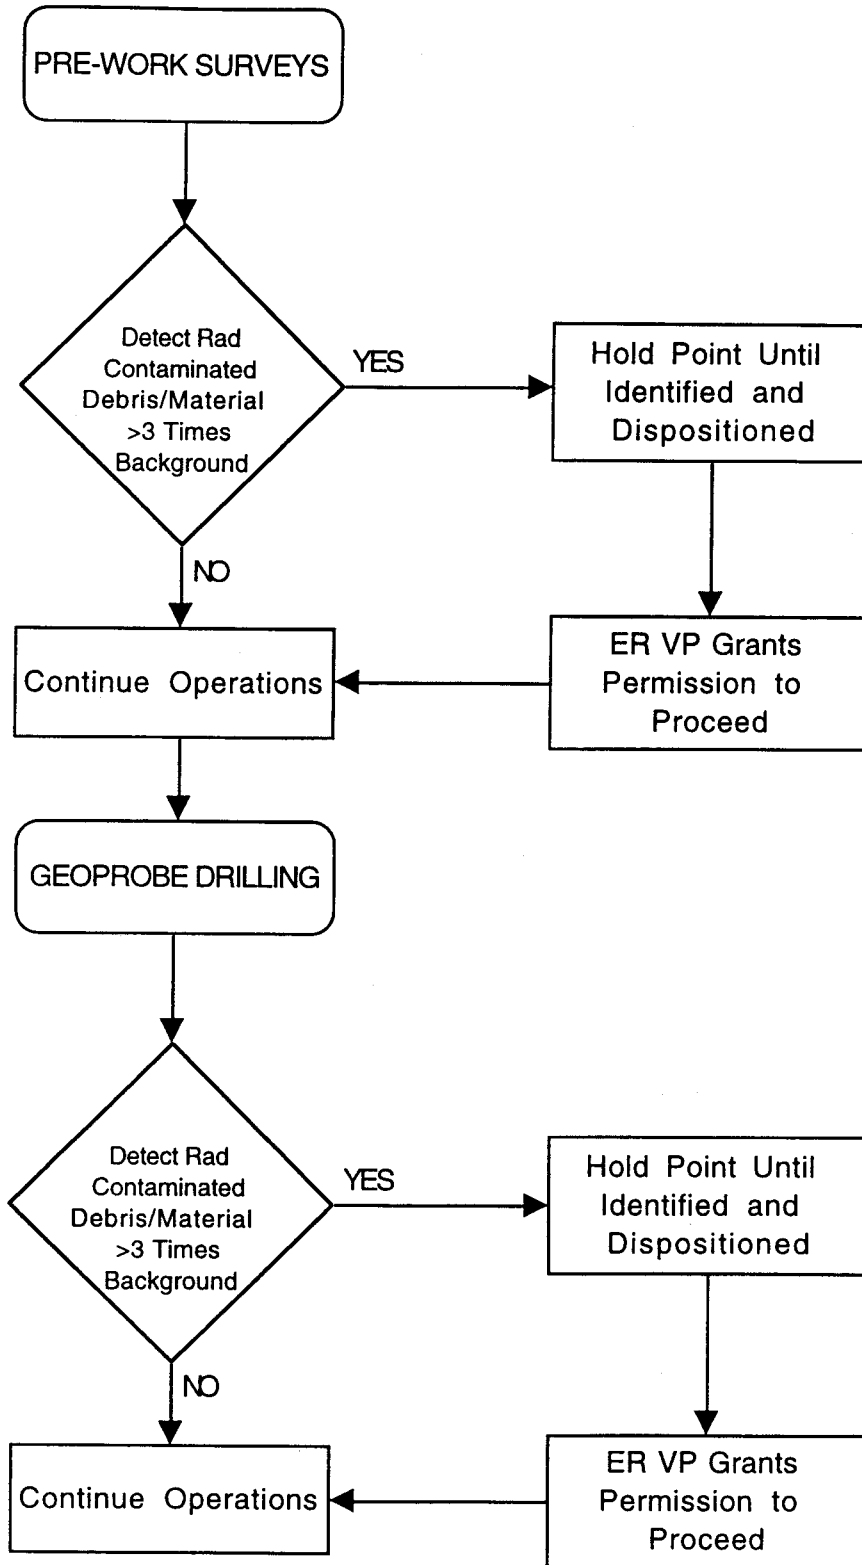 PRE-WORK SURVEYS
Detect Rad
Contaminated
Debris/Material
>3 Times
Background
YES
Hold Point Until
Identified and
Dispositioned
NO
ER VP Grants
Permission to
Proceed
Continue Operations
GEOPROBE DRILLING
Detect Rad
Contaminated
Debris/Material
>3 Times
Background
YES
Hold Point Until
Identified and
Dispositioned
NO
ER VP Grants
Permission to
Proceed
Continue Operations